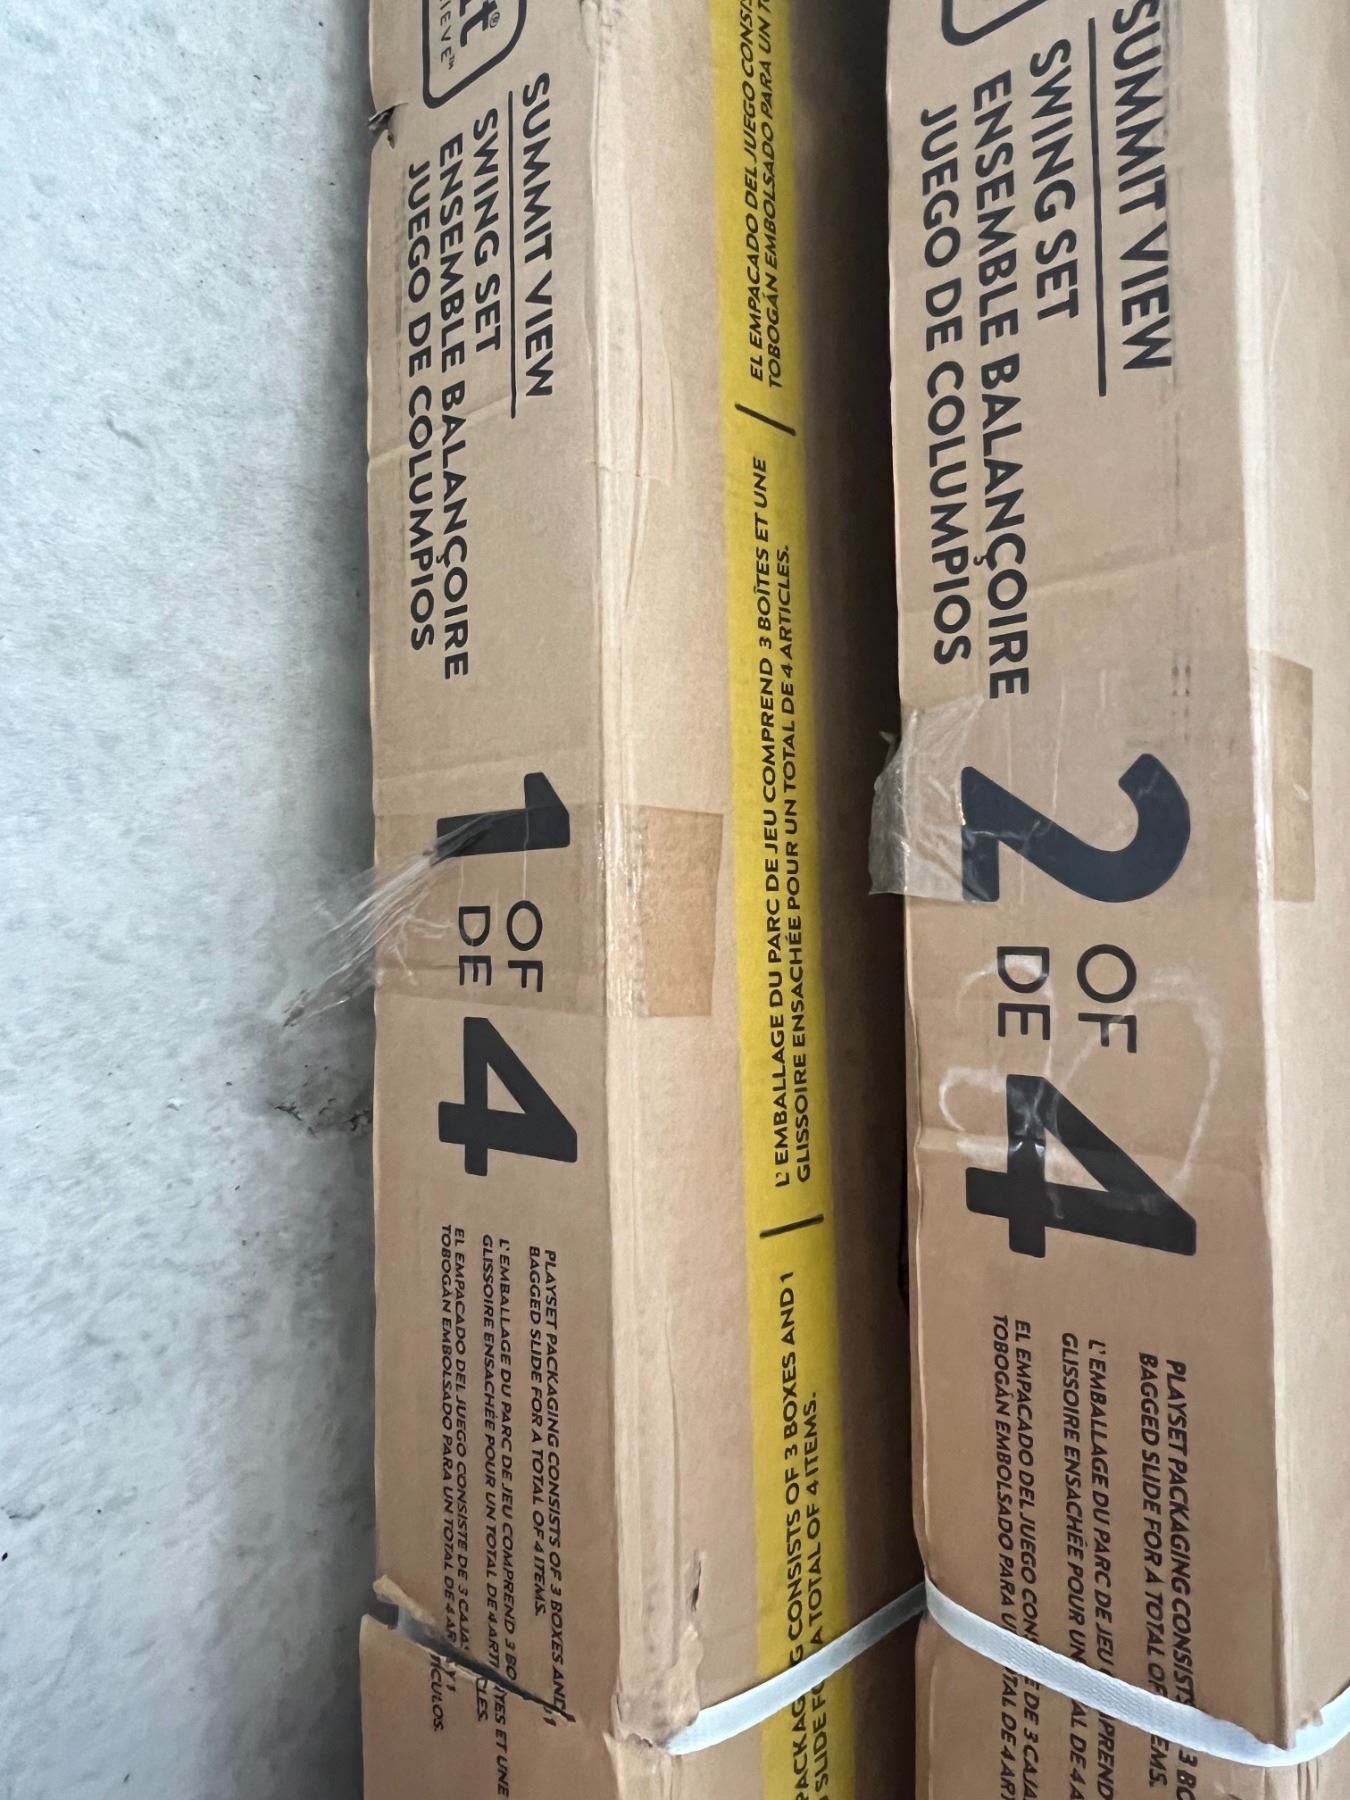 SUMMIT VIEW
SWING SET
ENSEMBLE BALANÇOIRE
JUEGO DE COLUMPIOS
1 OF 4
DE
PLAYSET PACKAGING CONSISTS OF 3 BOXES AND 1
BAGGED SLIDE FOR A TOTAL OF 4 ITEMS.
L'EMBALLAGE DU PARC DE JEU COMPREND 3 BOÎTES ET UNE
GLISSOIRE ENSACHÉE POUR UN TOTAL DE 4 ARTICLES.
EL EMPACADO DEL JUEGO CONSISTE DE 3 CAJAS Y 1
TOBOGÁN EMBOLSADO PARA UN TOTAL DE 4 ARTÍCULOS.
CONSISTS OF 3 BOXES AND 1
SLIDE A TOTAL OF 4 ITEMS.
L'EMBALLAGE DU PARC DE JEU COMPREND 3 BOÎTES ET UNE
GLISSOIRE ENSACHÉE POUR UN TOTAL DE 4 ARTICLES.
EL EMPACADO DEL JUEGO
TOBOGÁN EMBOLSADO PARA UN
SUMMIT VIEW
SWING SET
ENSEMBLE BALANÇOIRE
JUEGO DE COLUMPIOS
2 OF 4
DE
PLAYSET PACKAGING CONSISTS 3
BAGGED SLIDE FOR A TOTAL OF
L'EMBALLAGE DU PARC DE JEU
GLISSOIRE ENSACHÉE POUR UN DE 4
EL EMPACADO DEL JUEGO DE 3
TOBOGÁN EMBOLSADO PARA DE 4